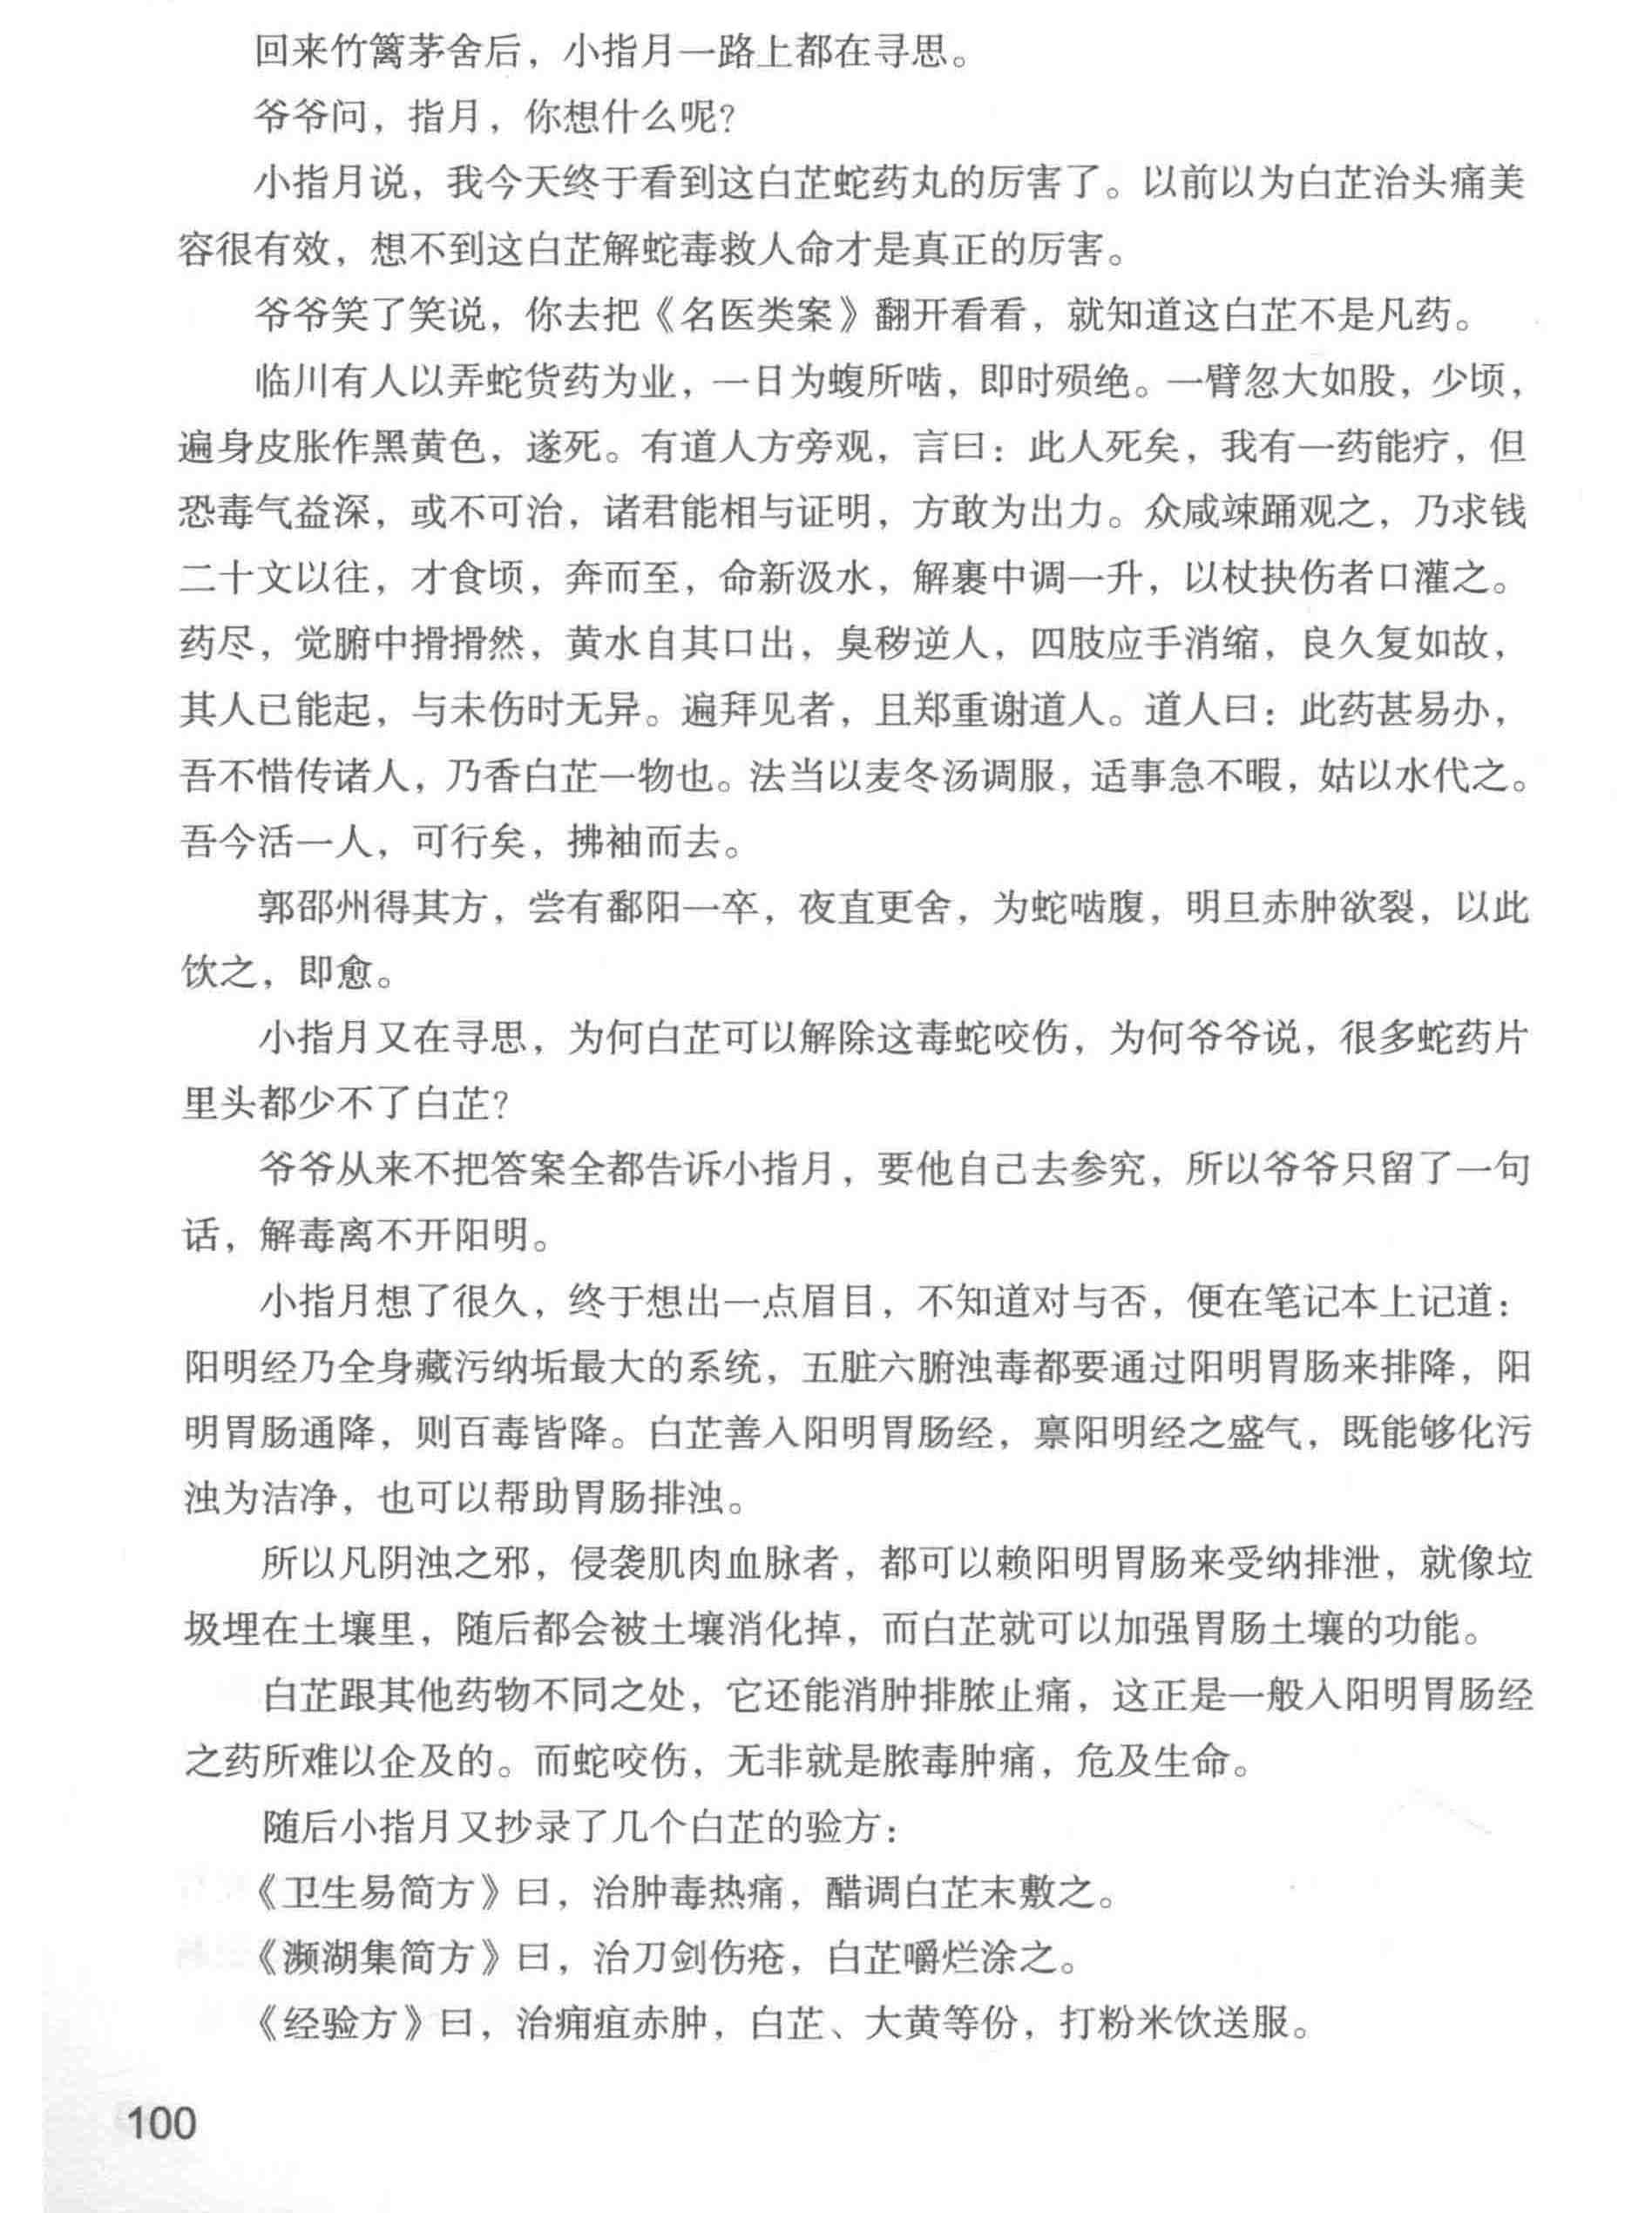 回来竹篱茅舍后，小指月一路上都在寻思。
爷爷问，指月，你想什么呢？
小指月说，我今天终于看到这白芷蛇药丸的厉害了。以前以为白芷治头痛美
容很有效，想不到这白芷解蛇毒救人命才是真正的厉害。
爷爷笑了笑说，你去把《名医类案》翻开看看，就知道这白芷不是凡药。
临川有人以弄蛇货药为业，一日为蝮所啮，即时殒绝。一臂忽大如股，少顷，
遍身皮胀作黑黄色，遂死。有道人方旁观，言曰：此人死矣，我有一药能疗，但
恐毒气益深，或不可治，诸君能相与证明，方敢为出力。众咸竦踊观之，乃求钱
二十文以往，才食顷，奔而至，命新汲水，解裹中调一升，以杖抉伤者口灌之。
药尽，觉腑中搰搰然，黄水自其口出，臭秽逆人，四肢应手消缩，良久复如故，
其人已能起，与未伤时无异。遍拜见者，且郑重谢道人。道人曰：此药甚易办，
吾不惜传诸人，乃香白芷一物也。法当以麦冬汤调服，适事急不暇，姑以水代之。
吾今活一人，可行矣，拂袖而去。
郭邵州得其方，尝有鄱阳一卒，夜直更舍，为蛇啮腹，明旦赤肿欲裂，以此
饮之，即愈。
小指月又在寻思，为何白芷可以解除这毒蛇咬伤，为何爷爷说，很多蛇药片
里头都少不了白芷？
爷爷从来不把答案全都告诉小指月，要他自己去参究，所以爷爷只留了一句
话，解毒离不开阳明。
小指月想了很久，终于想出一点眉目，不知道对与否，便在笔记本上记道：
阳明经乃全身藏污纳垢最大的系统，五脏六腑浊毒都要通过阳明胃肠来排降，阳
明胃肠通降，则百毒皆降。白芷善入阳明胃肠经，禀阳明经之盛气，既能够化污
浊为洁净，也可以帮助胃肠排浊。
所以凡阴浊之邪，侵袭肌肉血脉者，都可以赖阳明胃肠来受纳排泄，就像垃
圾埋在土壤里，随后都会被土壤消化掉，而白芷就可以加强胃肠土壤的功能。
白芷跟其他药物不同之处，它还能消肿排脓止痛，这正是一般入阳明胃肠经
之药所难以企及的。而蛇咬伤，无非就是脓毒肿痛，危及生命。
随后小指月又抄录了几个白芷的验方：
《卫生易简方》曰，治肿毒热痛，醋调白芷末敷之。
《濒湖集简方》曰，治刀剑伤疮，白芷嚼烂涂之。
《经验方》曰，治痈疽赤肿，白芷、大黄等份，打粉米饮送服。
100